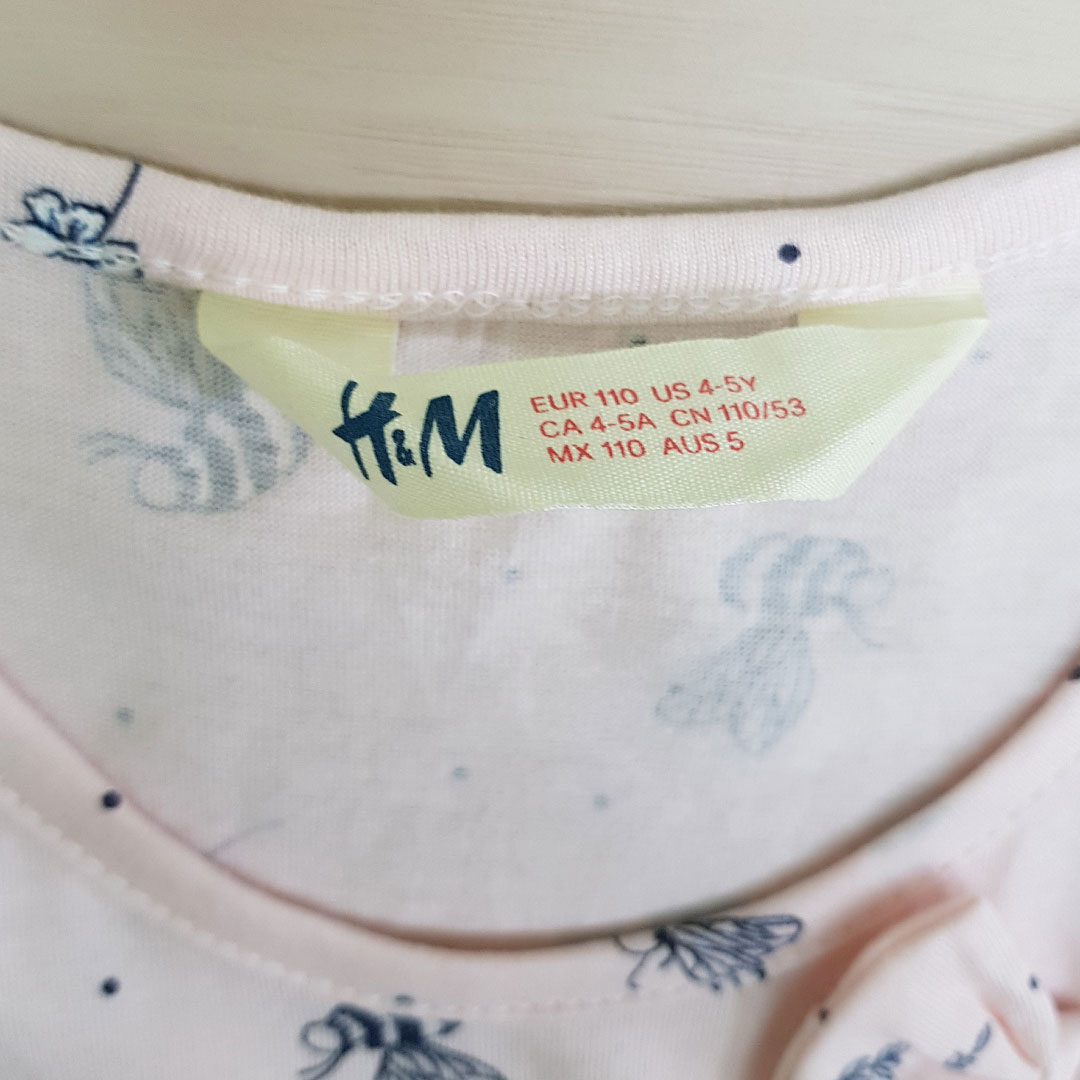 H&M
EUR 110 US 4-5Y
CA 4-5A CN 110/53
MX 110 AUS 5